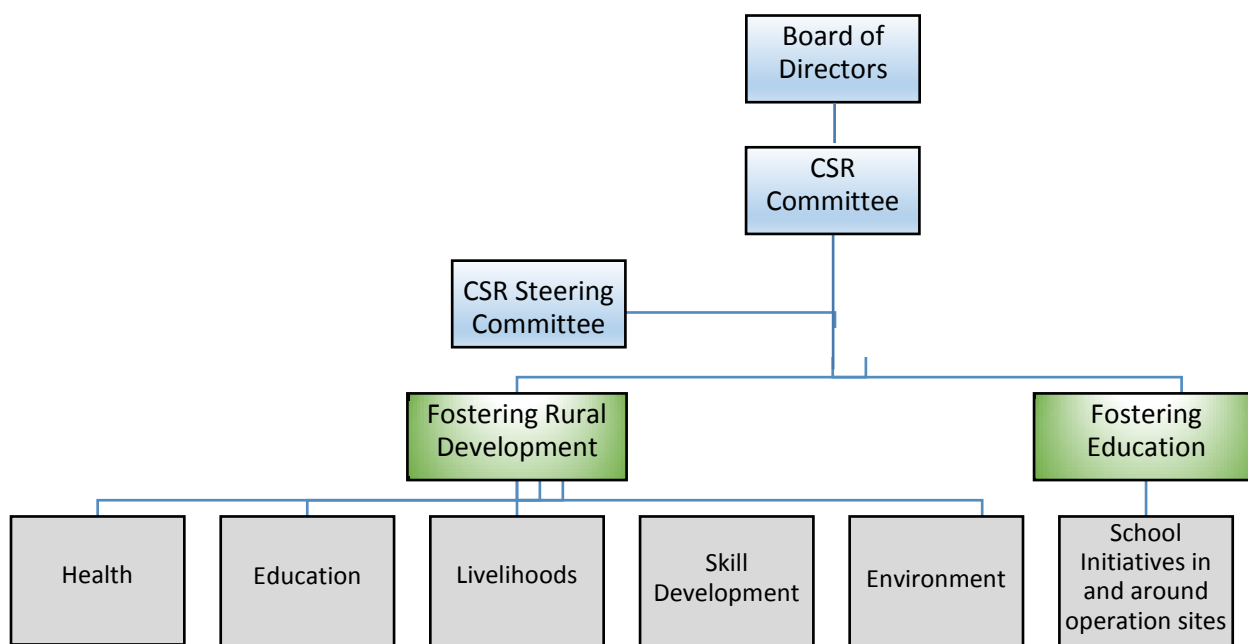 Board of
Directors
CSR
Committee
CSR Steering
Committee
Fostering Rural
Development
Fostering
Education
Health
Education
Livelihoods
Skill
Development
Environment
School
Initiatives in
and around
operation sites